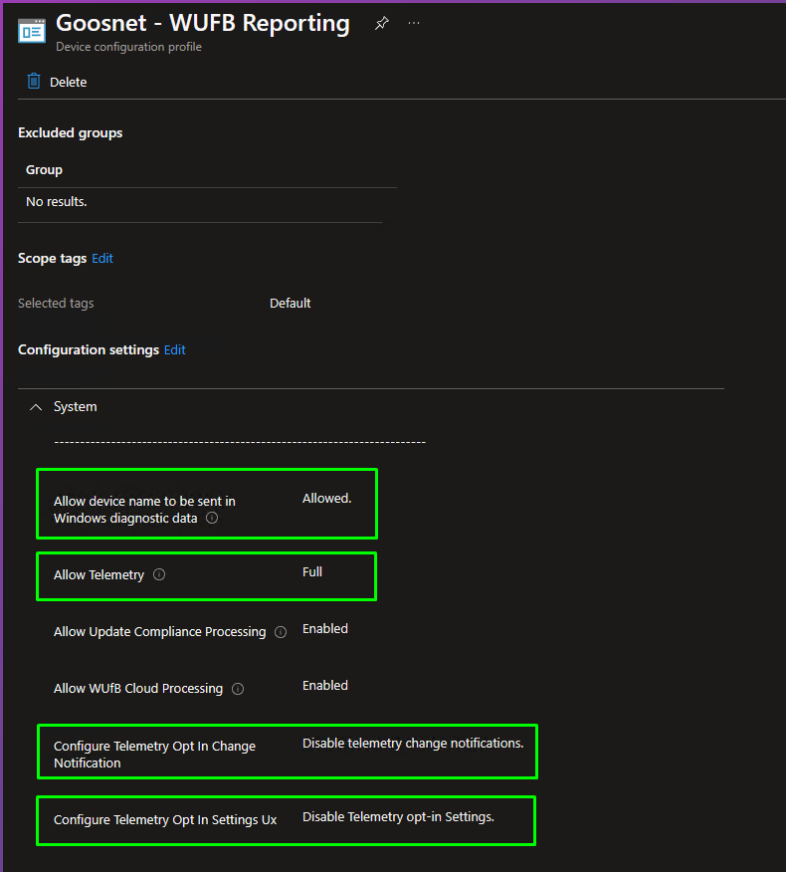 Goosnet - WUFB Reporting
Device configuration profile
Delete
Excluded groups
Group
No results.
Scope tags Edit
Selected tags Default
Configuration settings Edit
System
------------------------------------------------------------------------
Allow device name to be sent in Allowed.
Windows diagnostic data
Allow Telemetry Full
Allow Update Compliance Processing Enabled
Allow WUfB Cloud Processing Enabled
Configure Telemetry Opt In Change Disable telemetry change notifications.
Notification
Configure Telemetry Opt In Settings Ux Disable Telemetry opt-in Settings.